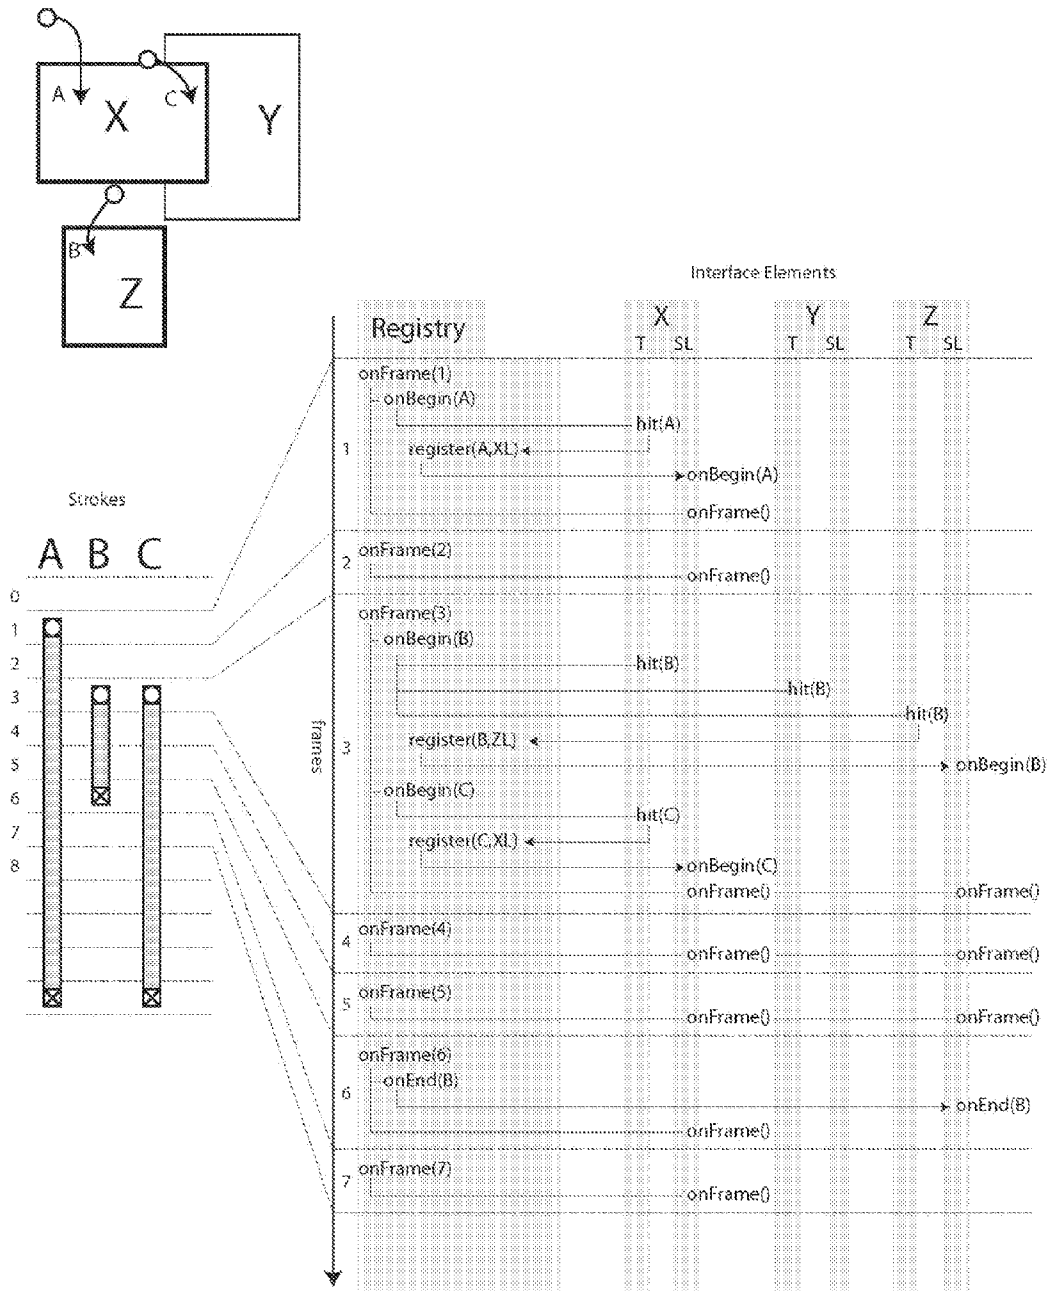 A
X
C
Y
B
Z
Interface Elements
Registry
X
Y
Z
T SL
T SL
T SL
onFrame(1)
onBegin(A)
hit(A)
1
register(A,XL)
onBegin(A)
onFrame()
onFrame(2)
2
onFrame()
onFrame(3)
onBegin(B)
hit(B)
hit(B)
hit(B)
frames
3
register(B,ZL)
onBegin(B)
onBegin(C)
hit(C)
register(C,XL)
onBegin(C)
onFrame()
onFrame()
onFrame(4)
4
onFrame()
onFrame()
onFrame(5)
5
onFrame()
onFrame()
onFrame(6)
onEnd(B)
6
onEnd(B)
onFrame()
onFrame(7)
7
onFrame()
Strokes
A B C
0
1
2
3
4
5
6
7
8